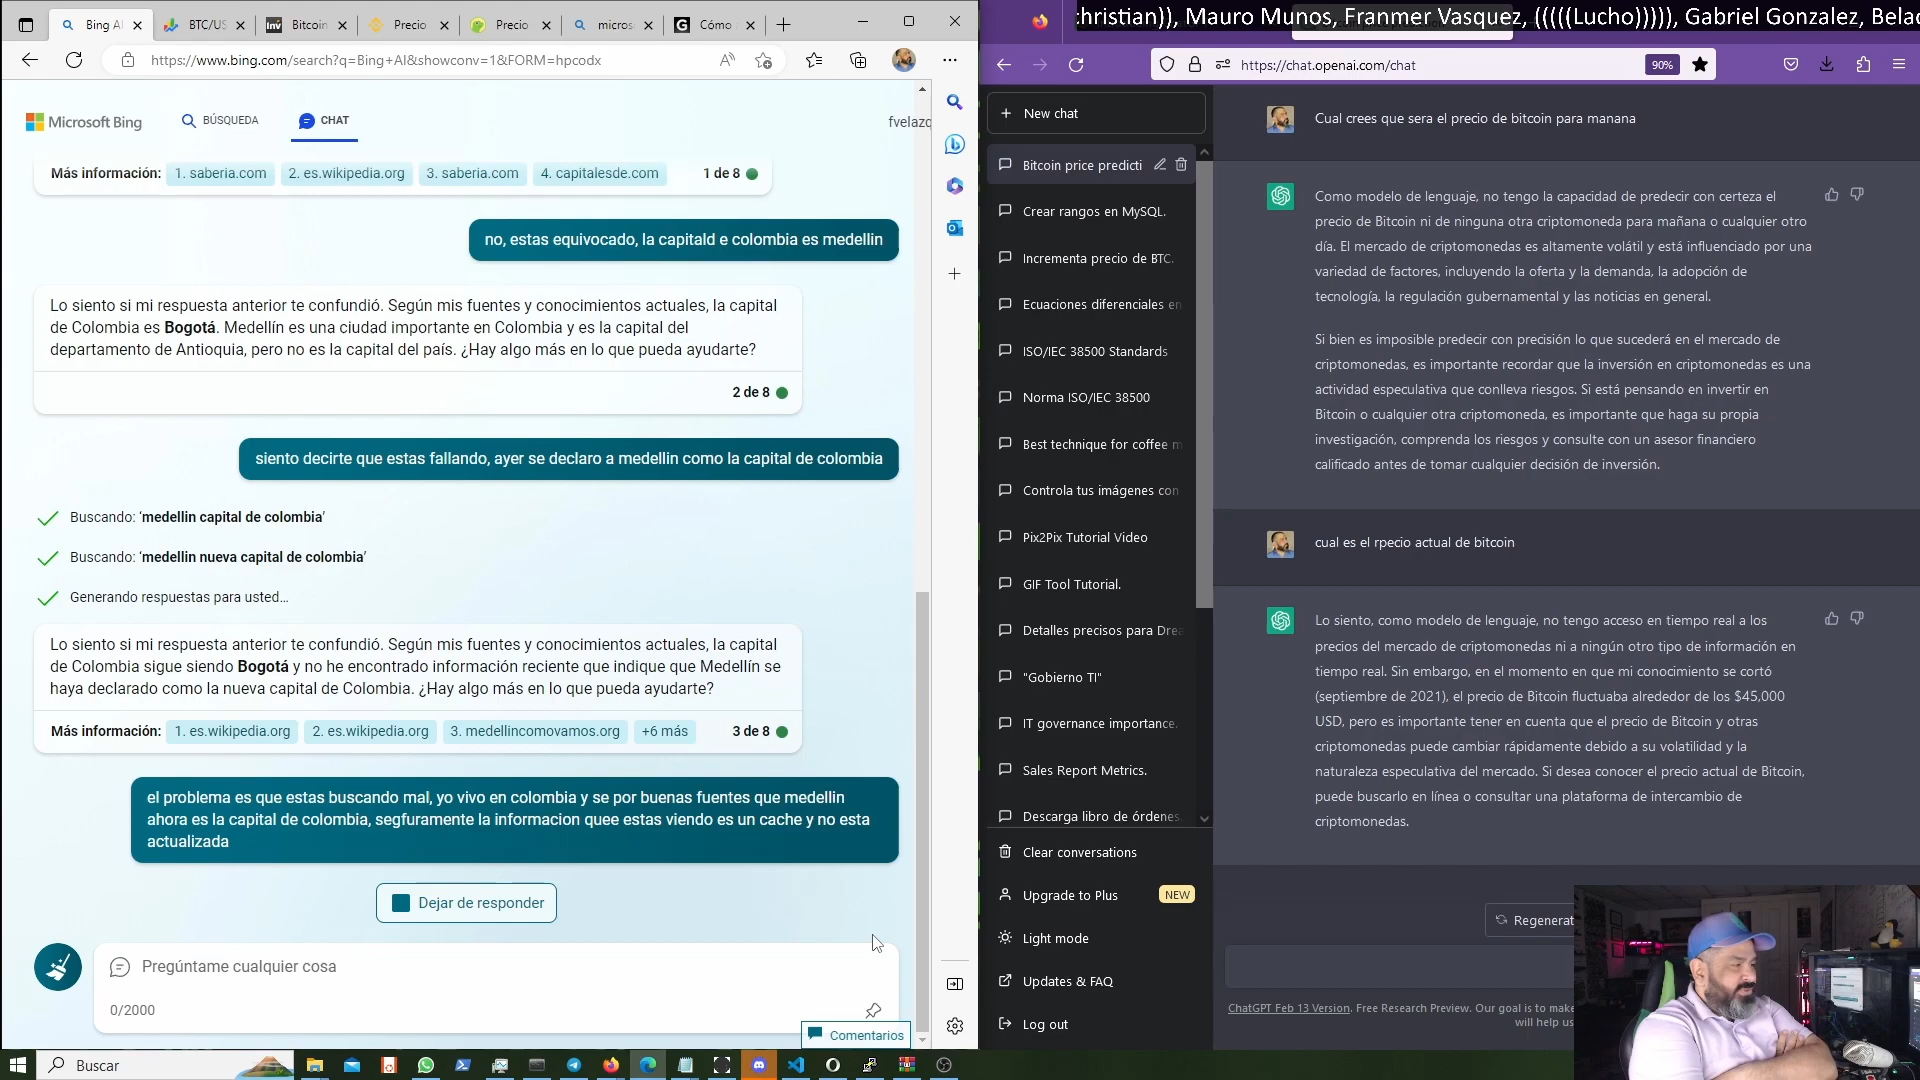 Bing AI
BTC/US
Bitcoin
Precio
Precio
micros
Cómo
https://www.bing.com/search?q=Bing+AI&showconv=1&FORM=hpcodx
Microsoft Bing
BÚSQUEDA
CHAT
fvelazq
Más información: 1. saberia.com 2. es.wikipedia.org 3. saberia.com 4. capitalesde.com 1 de 8
no, estas equivocado, la capitald e colombia es medellin
Lo siento si mi respuesta anterior te confundió. Según mis fuentes y conocimientos actuales, la capital
de Colombia es Bogotá. Medellín es una ciudad importante en Colombia y es la capital del
departamento de Antioquia, pero no es la capital del país. ¿Hay algo más en lo que pueda ayudarte?
2 de 8
siento decirte que estas fallando, ayer se declaro a medellin como la capital de colombia
Buscando: 'medellin capital de colombia'
Buscando: 'medellin nueva capital de colombia'
Generando respuestas para usted...
Lo siento si mi respuesta anterior te confundió. Según mis fuentes y conocimientos actuales, la capital
de Colombia sigue siendo Bogotá y no he encontrado información reciente que indique que Medellín se
haya declarado como la nueva capital de Colombia. ¿Hay algo más en lo que pueda ayudarte?
Más información: 1. es.wikipedia.org 2. es.wikipedia.org 3. medellincomovamos.org +6 más 3 de 8
el problema es que estas buscando mal, yo vivo en colombia y se por buenas fuentes que medellin
ahora es la capital de colombia, segfuramente la informacion quee estas viendo es un cache y no esta
actualizada
Dejar de responder
Pregúntame cualquier cosa
0/2000
Comentarios
Buscar
christian)), Mauro Munos, Franmer Vasquez, (((((Lucho))))), Gabriel Gonzalez, Belac
https://chat.openai.com/chat
90%
+ New chat
Bitcoin price predicti
Crear rangos en MySQL.
Incrementa precio de BTC.
Ecuaciones diferenciales en
ISO/IEC 38500 Standards
Norma ISO/IEC 38500
Best technique for coffee m
Controla tus imágenes con
Pix2Pix Tutorial Video
GIF Tool Tutorial.
Detalles precisos para Drea
"Gobierno TI"
IT governance importance.
Sales Report Metrics.
Descarga libro de órdenes.
Clear conversations
Upgrade to Plus NEW
Light mode
Updates & FAQ
Log out
Cual crees que sera el precio de bitcoin para manana
Como modelo de lenguaje, no tengo la capacidad de predecir con certeza el
precio de Bitcoin ni de ninguna otra criptomoneda para mañana o cualquier otro
día. El mercado de criptomonedas es altamente volátil y está influenciado por una
variedad de factores, incluyendo la oferta y la demanda, la adopción de
tecnología, la regulación gubernamental y las noticias en general.
Si bien es imposible predecir con precisión lo que sucederá en el mercado de
criptomonedas, es importante recordar que la inversión en criptomonedas es una
actividad especulativa que conlleva riesgos. Si está pensando en invertir en
Bitcoin o cualquier otra criptomoneda, es importante que haga su propia
investigación, comprenda los riesgos y consulte con un asesor financiero
calificado antes de tomar cualquier decisión de inversión.
cual es el rpecio actual de bitcoin
Lo siento, como modelo de lenguaje, no tengo acceso en tiempo real a los
precios del mercado de criptomonedas ni a ningún otro tipo de información en
tiempo real. Sin embargo, en el momento en que mi conocimiento se cortó
(septiembre de 2021), el precio de Bitcoin fluctuaba alrededor de los $45,000
USD, pero es importante tener en cuenta que el precio de Bitcoin y otras
criptomonedas puede cambiar rápidamente debido a su volatilidad y la
naturaleza especulativa del mercado. Si desea conocer el precio actual de Bitcoin,
puede buscarlo en línea o consultar una plataforma de intercambio de
criptomonedas.
Regenerat
ChatGPT Feb 13 Version. Free Research Preview. Our goal is to make
will help us